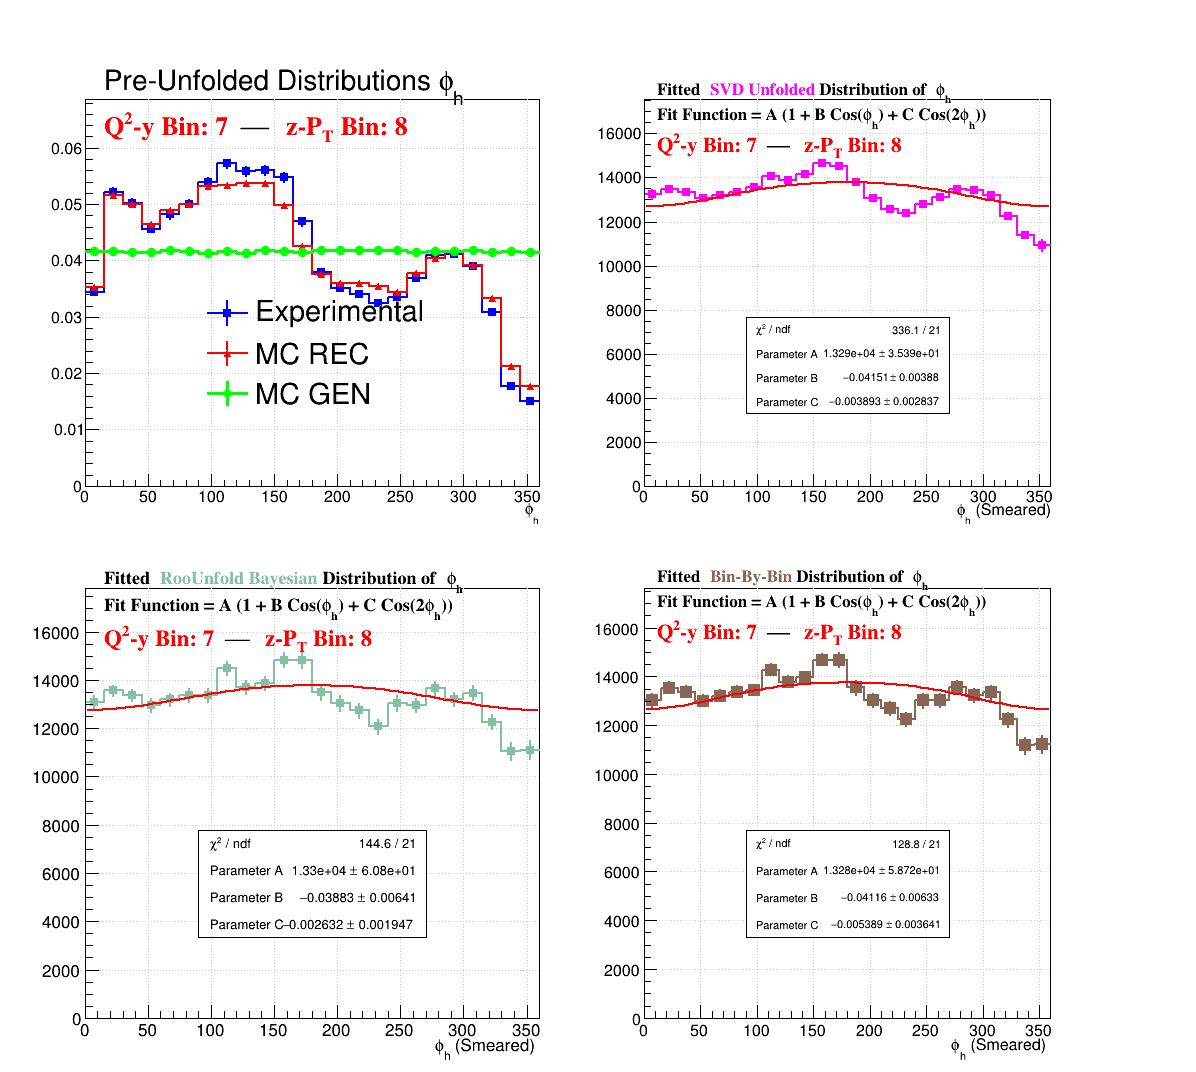 Pre-Unfolded Distributions ϕh
Q2-y Bin: 7 — z-PT Bin: 8
0.06
0.05
0.04
0.03
0.02
0.01
0
Experimental
MC REC
MC GEN
0 50 100 150 200 250 300 350
ϕh
Fitted SVD Unfolded Distribution of ϕh
Fit Function = A (1 + B Cos(ϕh) + C Cos(2ϕh))
Q2-y Bin: 7 — z-PT Bin: 8
16000
14000
12000
10000
8000
6000
4000
2000
0
χ2 / ndf 336.1 / 21
Parameter A 1.329e+04 ± 3.539e+01
Parameter B −0.04151 ± 0.00388
Parameter C −0.003893 ± 0.002837
0 50 100 150 200 250 300 350
ϕh (Smeared)
Fitted RooUnfold Bayesian Distribution of ϕh
Fit Function = A (1 + B Cos(ϕh) + C Cos(2ϕh))
Q2-y Bin: 7 — z-PT Bin: 8
16000
14000
12000
10000
8000
6000
4000
2000
0
χ2 / ndf 144.6 / 21
Parameter A 1.33e+04 ± 6.08e+01
Parameter B −0.03883 ± 0.00641
Parameter C −0.002632 ± 0.001947
0 50 100 150 200 250 300 350
ϕh (Smeared)
Fitted Bin-By-Bin Distribution of ϕh
Fit Function = A (1 + B Cos(ϕh) + C Cos(2ϕh))
Q2-y Bin: 7 — z-PT Bin: 8
16000
14000
12000
10000
8000
6000
4000
2000
0
χ2 / ndf 128.8 / 21
Parameter A 1.328e+04 ± 5.872e+01
Parameter B −0.04116 ± 0.00633
Parameter C −0.005389 ± 0.003641
0 50 100 150 200 250 300 350
ϕh (Smeared)